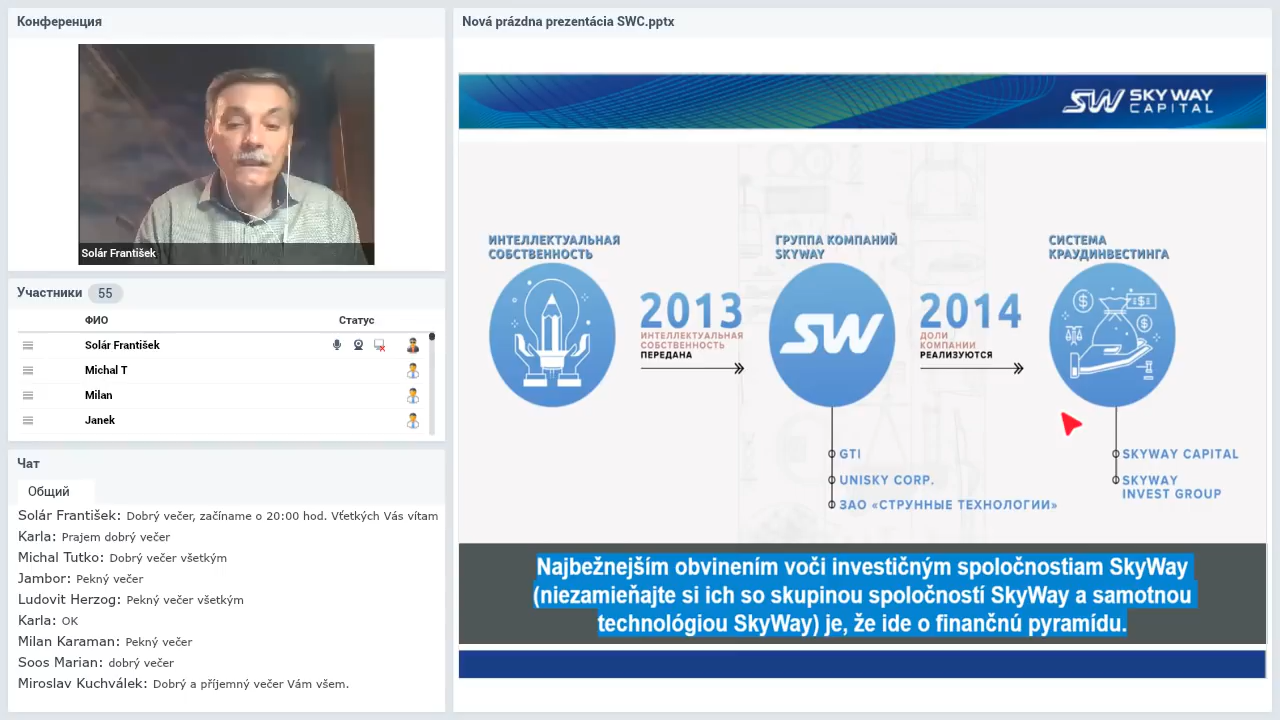 Конференция
Solár František
Участники 55
ФИО Статус
Solár František
Michal T
Milan
Janek
Чат
Общий
Solár František: Dobrý večer, začíname o 20:00 hod. Vťetkých Vás vítam
Karla: Prajem dobrý večer
Michal Tutko: Dobrý večer všetkým
Jambor: Pekný večer
Ludovit Herzog: Pekný večer všetkým
Karla: OK
Milan Karaman: Pekný večer
Soos Marian: dobrý večer
Miroslav Kuchválek: Dobrý a příjemný večer Vám všem.
Nová prázdna prezentácia SWC.pptx
SW SKY WAY
CAPITAL
ИНТЕЛЛЕКТУАЛЬНАЯ
СОБСТВЕННОСТЬ
2013
ИНТЕЛЛЕКТУАЛЬНАЯ
СОБСТВЕННОСТЬ
ПЕРЕДАНА
ГРУППА КОМПАНИЙ
SKYWAY
SW
GTI
UNISKY CORP.
ЗАО «СТРУННЫЕ ТЕХНОЛОГИИ»
2014
ДОЛИ
КОМПАНИИ
РЕАЛИЗУЮТСЯ
СИСТЕМА
КРАУДИНВЕСТИНГА
SKYWAY CAPITAL
SKYWAY
INVEST GROUP
Najbežnejším obvinením voči investičným spoločnostiam SkyWay
(niezamieňajte si ich so skupinou spoločností SkyWay a samotnou
technológiou SkyWay) je, že ide o finančnú pyramídu.